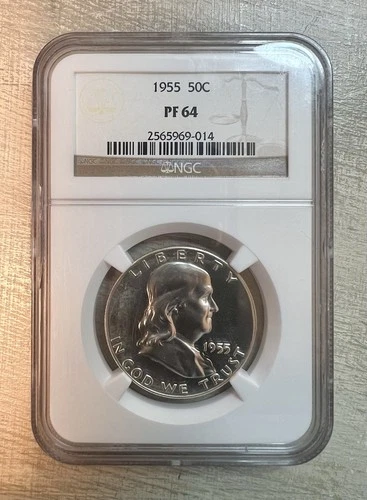 1955 50C
PF 64
2565969-014
NGC
LIBERTY
1955
IN GOD WE TRUST